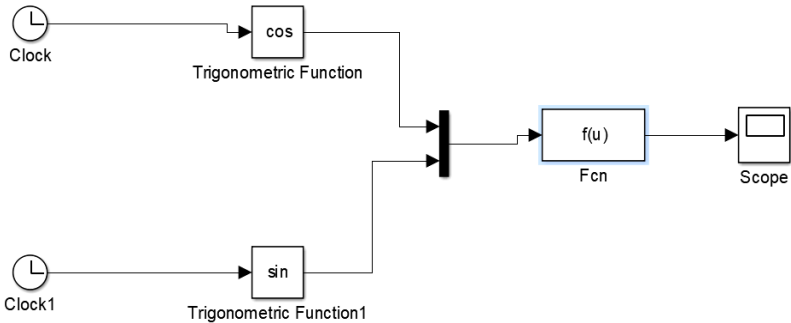 cos
Clock
Trigonometric Function
f(u)
Fcn
Scope
sin
Clock1
Trigonometric Function1